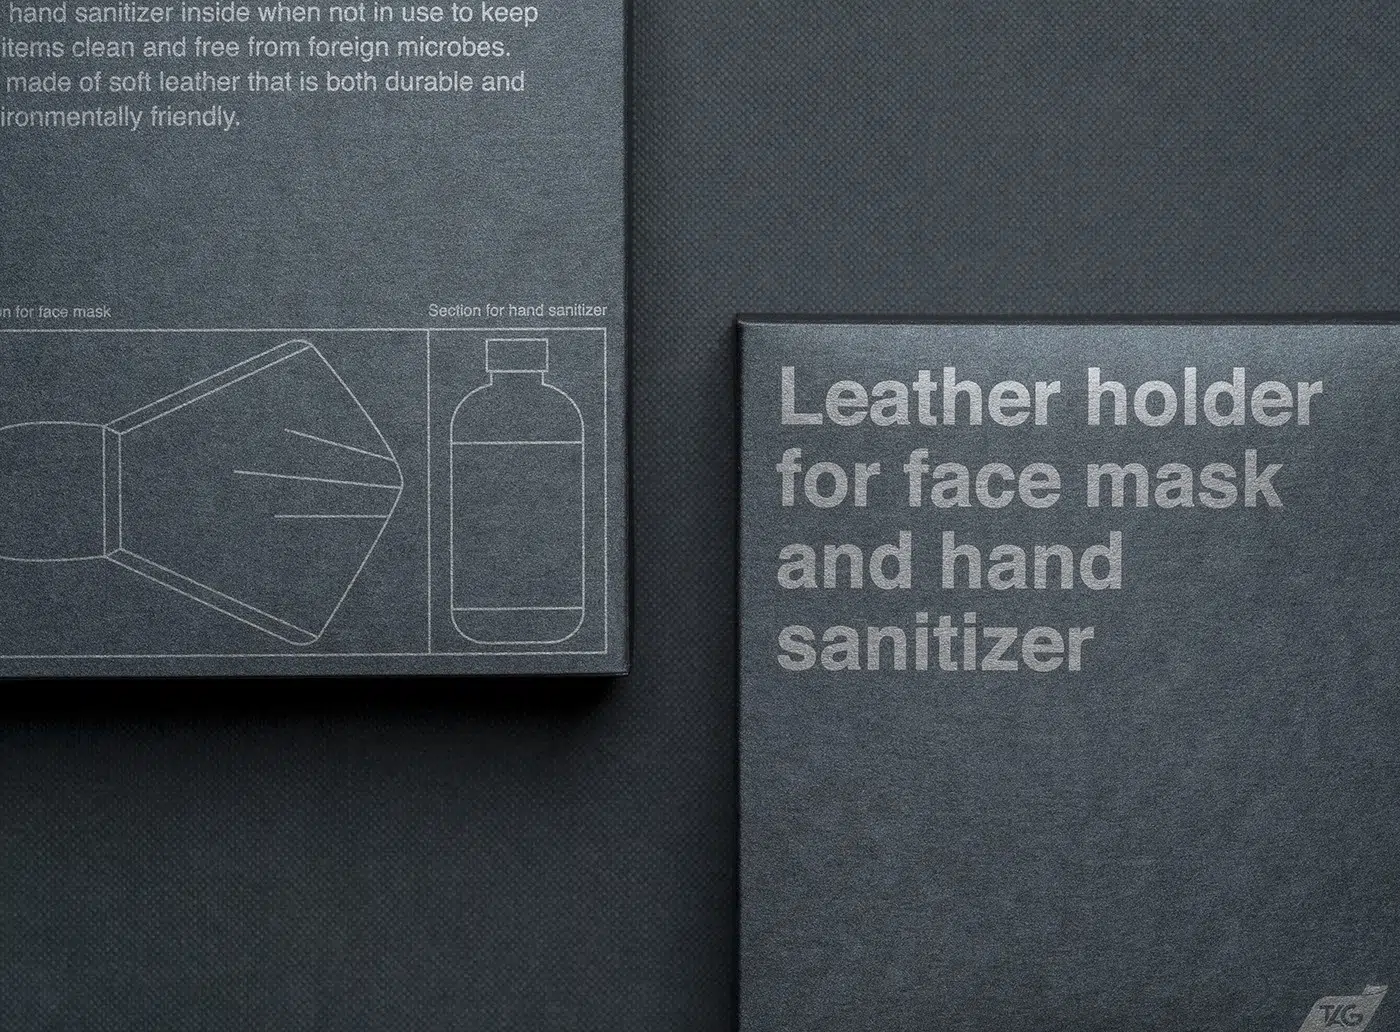 hand sanitizer inside when not in use to keep
items clean and free from foreign microbes.
made of soft leather that is both durable and
ironmentally friendly.
n for face mask
Section for hand sanitizer
Leather holder
for face mask
and hand
sanitizer
TAG